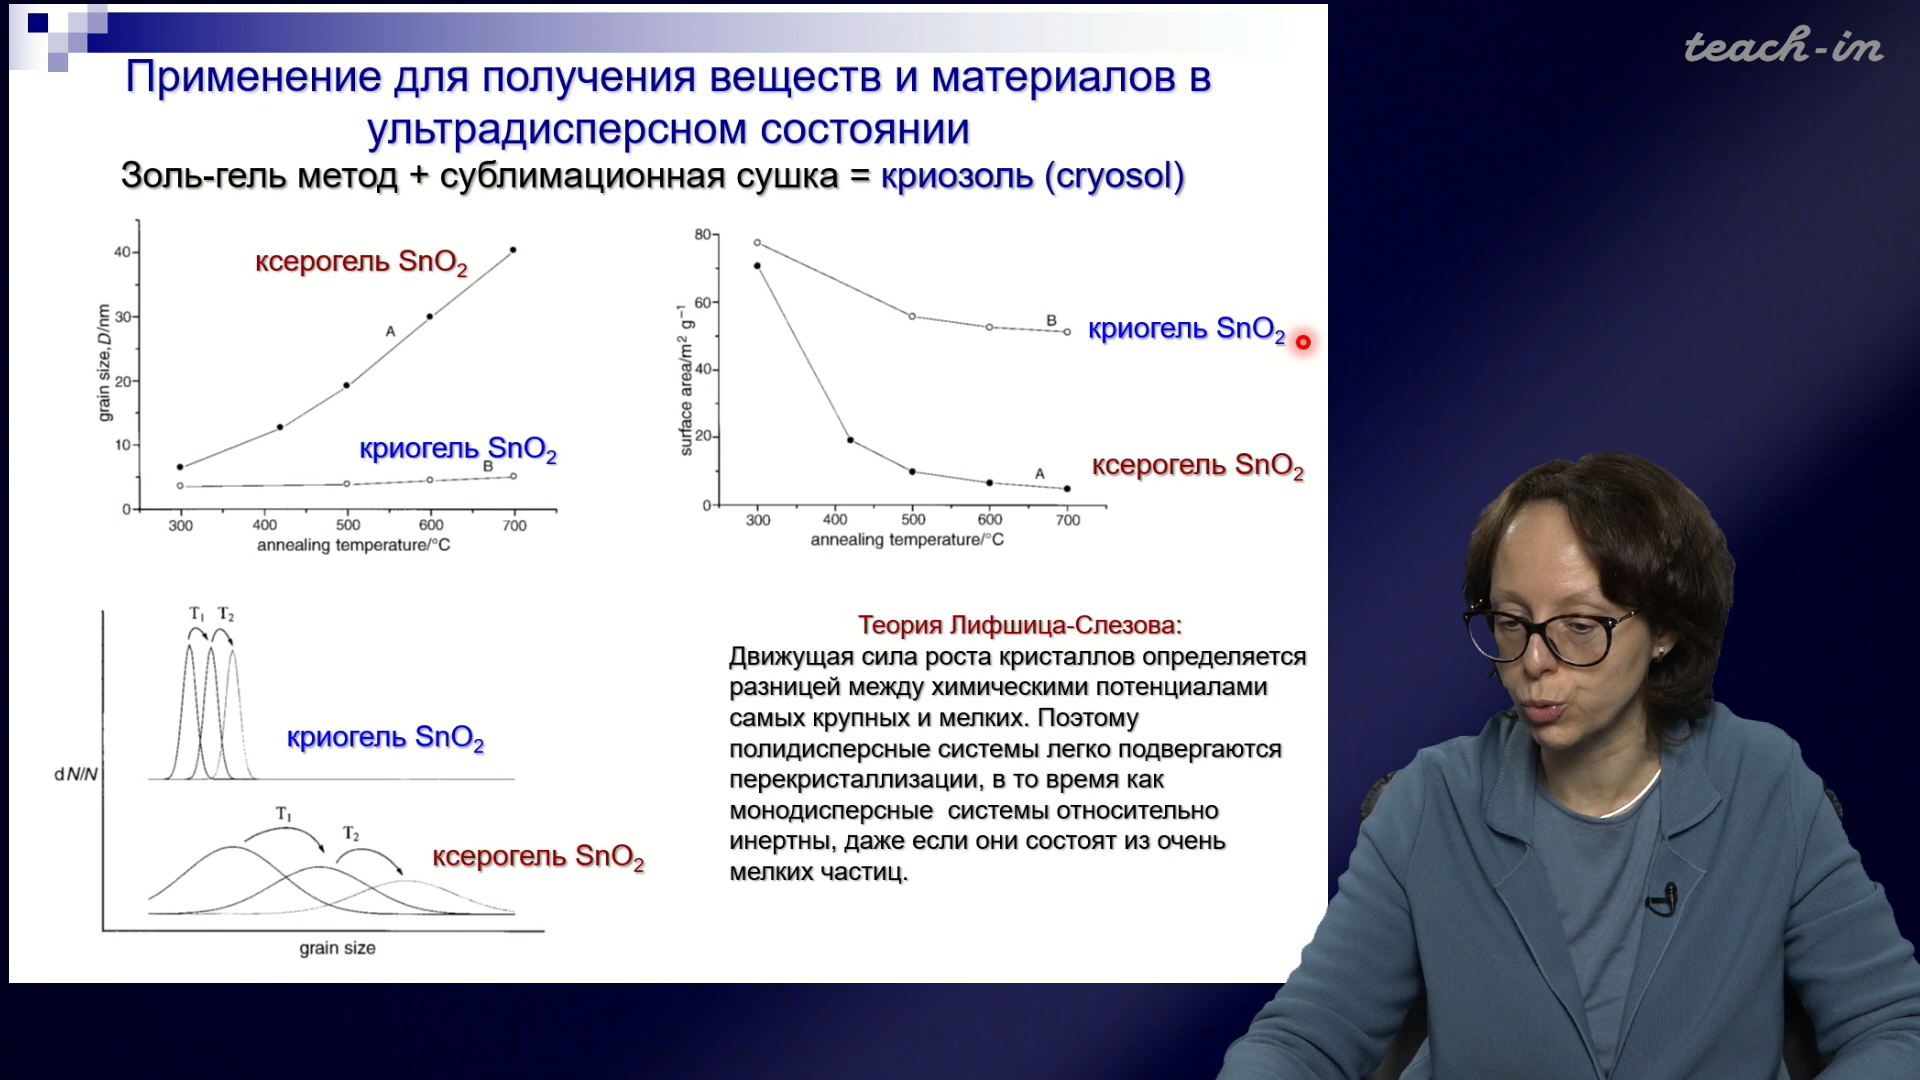 teach-in
Применение для получения веществ и материалов в
ультрадисперсном состоянии
Золь-гель метод + сублимационная сушка = криозоль (cryosol)
ксерогель SnO2
A
криогель SnO2
B
40
30
20
10
0
grain size, D/nm
300 400 500 600 700
annealing temperature/°C
80
60
40
20
0
surface area/m² g⁻¹
B
криогель SnO2
A
ксерогель SnO2
300 400 500 600 700
annealing temperature/°C
T1 T2
криогель SnO2
dN/N
T1
T2
ксерогель SnO2
grain size
Теория Лифшица-Слезова:
Движущая сила роста кристаллов определяется
разницей между химическими потенциалами
самых крупных и мелких. Поэтому
полидисперсные системы легко подвергаются
перекристаллизации, в то время как
монодисперсные системы относительно
инертны, даже если они состоят из очень
мелких частиц.